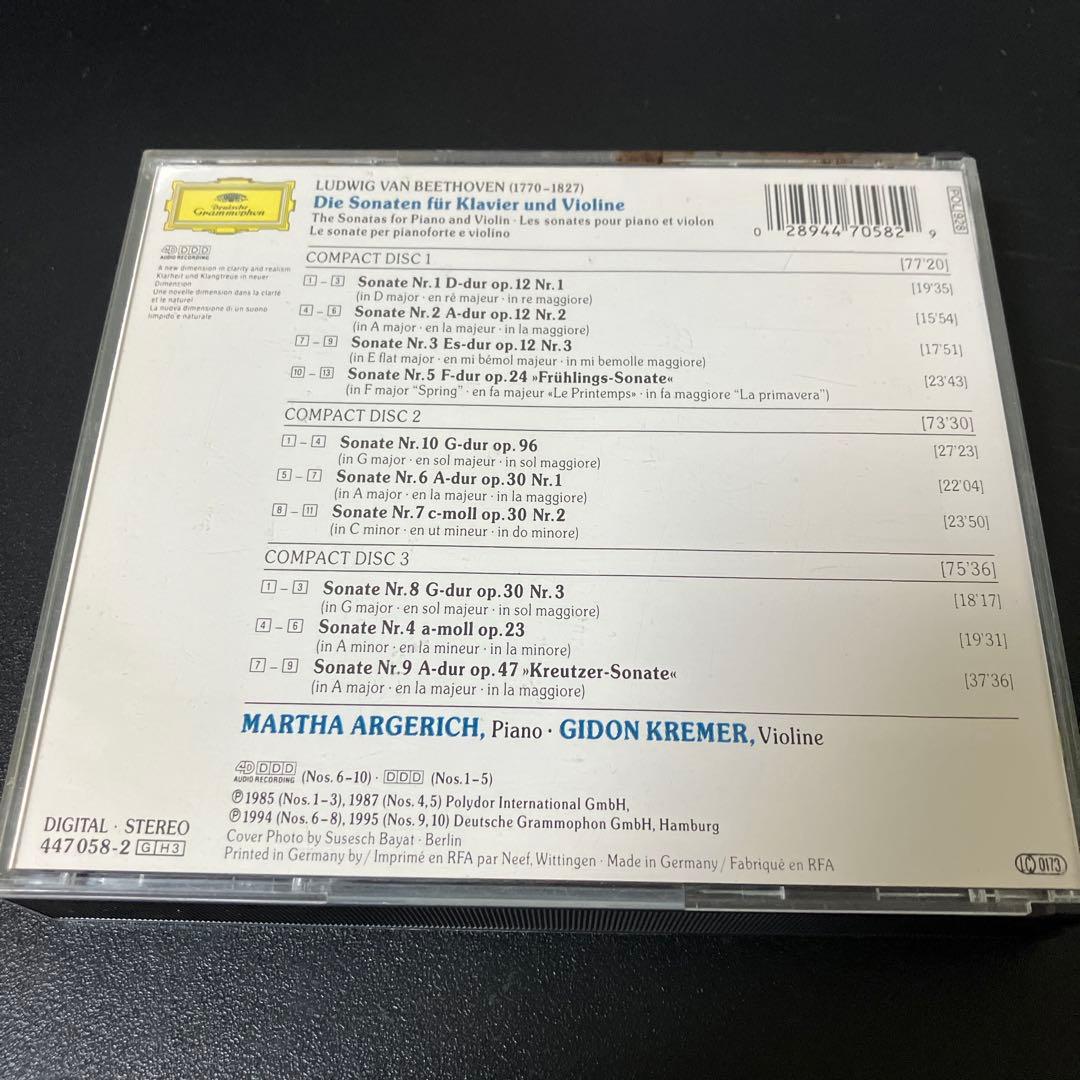 Deutsche
Grammophon
LUDWIG VAN BEETHOVEN (1770–1827)
Die Sonaten für Klavier und Violine
The Sonatas for Piano and Violin · Les sonates pour piano et violon
Le sonate per pianoforte e violino
0 28944 70582 9
POL 928
4D DDD
AUDIO RECORDING
A new dimension in clarity and realism
Klarheit und Klangtreue in neuer
Dimension
Une novelle dimension dans la clarté
et le naturel
La nuova dimensione di un suono
limpido e naturale
COMPACT DISC 1 [77'20]
1 – 3 Sonate Nr.1 D-dur op.12 Nr.1 [19'35]
(in D major · en ré majeur · in re maggiore)
4 – 6 Sonate Nr.2 A-dur op.12 Nr.2 [15'54]
(in A major · en la majeur · in la maggiore)
7 – 9 Sonate Nr.3 Es-dur op.12 Nr.3 [17'51]
(in E flat major · en mi bémol majeur · in mi bemolle maggiore)
10 – 13 Sonate Nr.5 F-dur op.24 »Frühlings-Sonate« [23'43]
(in F major “Spring” · en fa majeur «Le Printemps» · in fa maggiore “La primavera”)
COMPACT DISC 2 [73'30]
1 – 4 Sonate Nr.10 G-dur op.96 [27'23]
(in G major · en sol majeur · in sol maggiore)
5 – 7 Sonate Nr.6 A-dur op.30 Nr.1 [22'04]
(in A major · en la majeur · in la maggiore)
8 – 11 Sonate Nr.7 c-moll op.30 Nr.2 [23'50]
(in C minor · en ut mineur · in do minore)
COMPACT DISC 3 [75'36]
1 – 3 Sonate Nr.8 G-dur op.30 Nr.3 [18'17]
(in G major · en sol majeur · in sol maggiore)
4 – 6 Sonate Nr.4 a-moll op.23 [19'31]
(in A minor · en la mineur · in la minore)
7 – 9 Sonate Nr.9 A-dur op.47 »Kreutzer-Sonate« [37'36]
(in A major · en la majeur · in la maggiore)
MARTHA ARGERICH, Piano · GIDON KREMER, Violine
4D DDD AUDIO RECORDING (Nos. 6–10) · DDD (Nos.1–5)
℗1985 (Nos.1–3), 1987 (Nos.4,5) Polydor International GmbH,
℗1994 (Nos.6–8), 1995 (Nos.9,10) Deutsche Grammophon GmbH, Hamburg
Cover Photo by Susesch Bayat · Berlin
Printed in Germany by / Imprimé en RFA par Neef, Wittingen · Made in Germany / Fabriqué en RFA
DIGITAL · STEREO
447 058-2 GH3
LC 0173